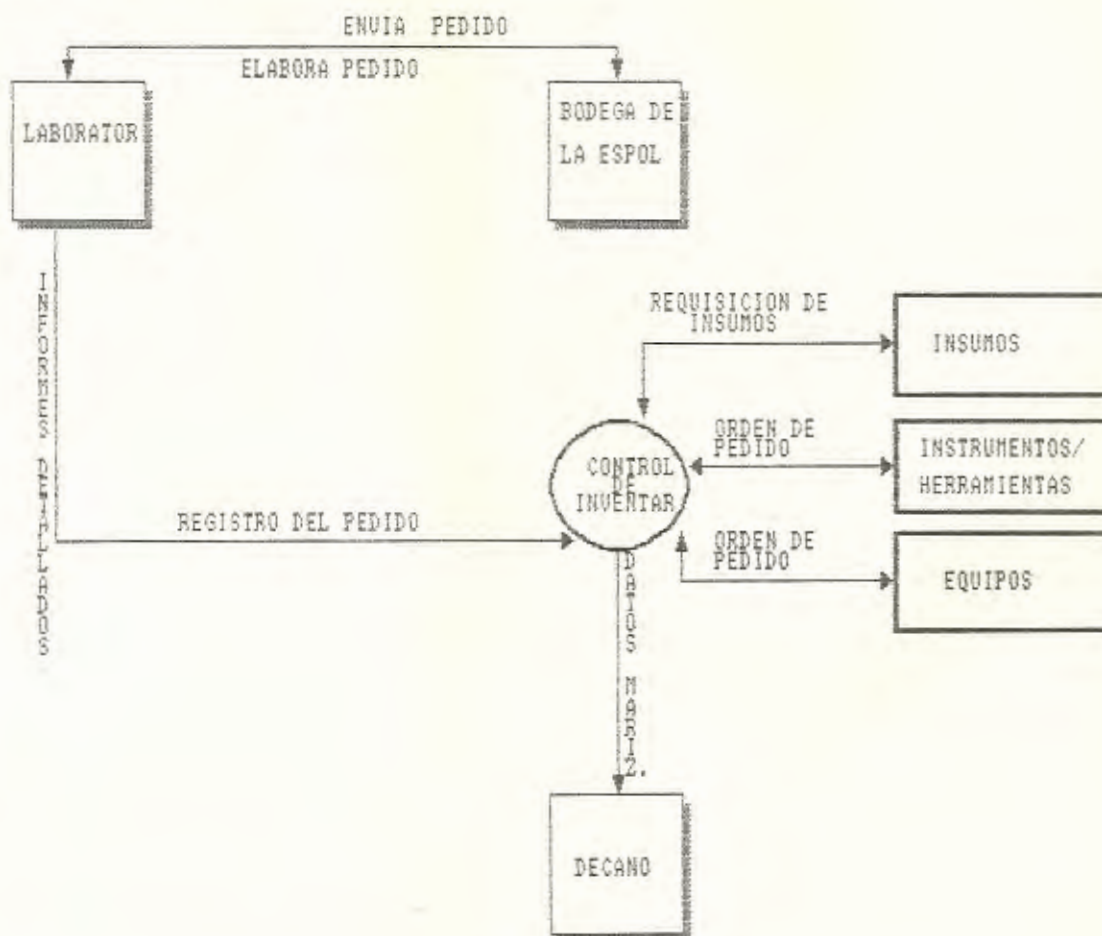 ENVIA PEDIDO
ELABORA PEDIDO
LABORATOR
BODEGA DE
LA ESPOL
INFORMES DETALLADOS
REQUISICION DE
INSUMOS
INSUMOS
ORDEN DE
PEDIDO
INSTRUMENTOS/
HERRAMIENTAS
CONTROL
DE
INVENTAR
REGISTRO DEL PEDIDO
ORDEN DE
PEDIDO
EQUIPOS
DATOS MARIZ.
DECANO